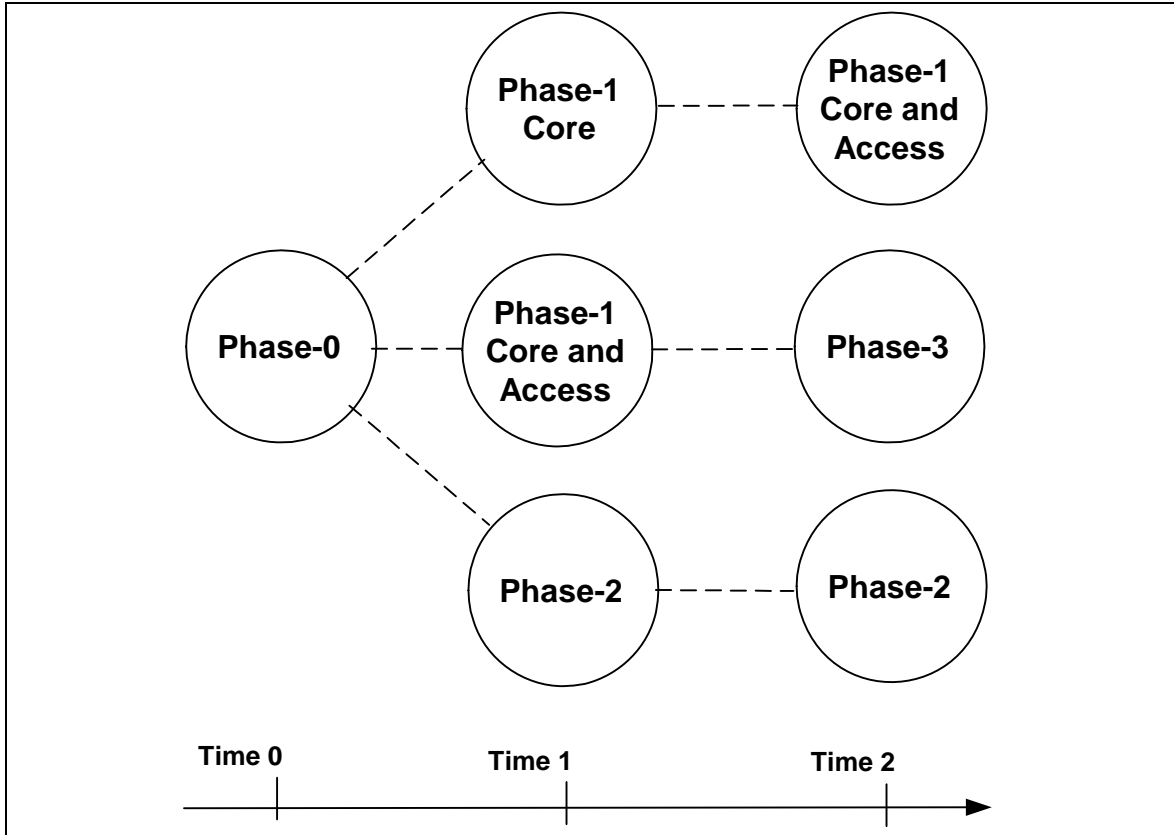 Phase-1
Core
Phase-1
Core and
Access
Phase-0
Phase-1
Core and
Access
Phase-3
Phase-2
Phase-2
Time 0
Time 1
Time 2